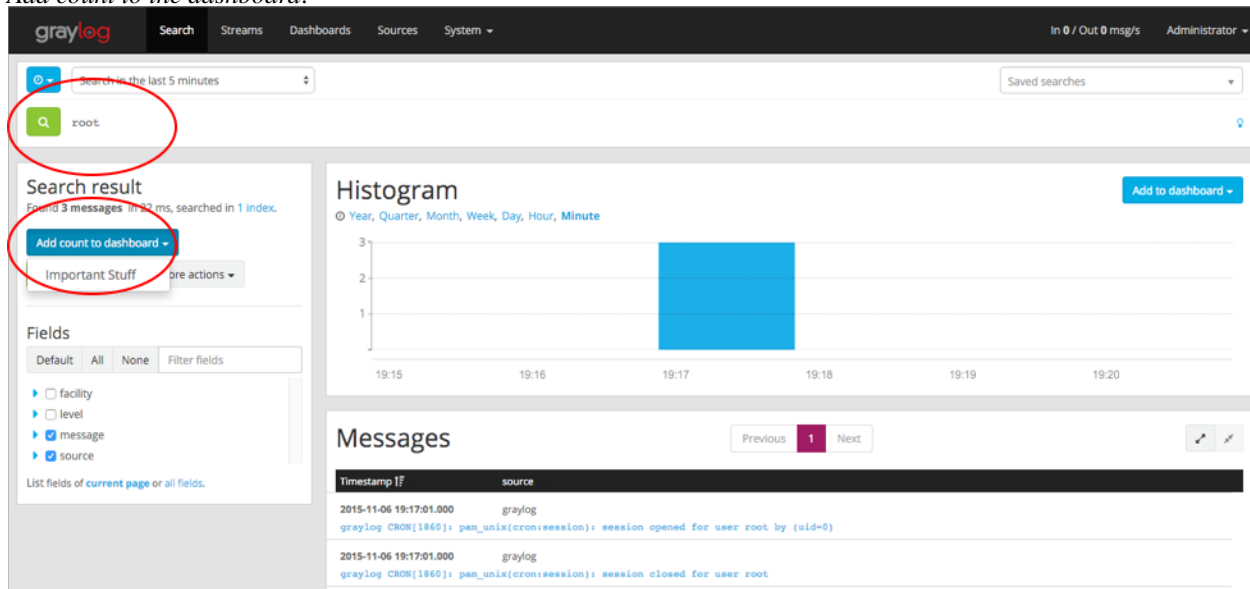 Add count to the dashboard:
graylog Search Streams Dashboards Sources System In 0 / Out 0 msg/s Administrator
Search in the last 5 minutes Saved searches
root
Search result
Found 3 messages in 22 ms, searched in 1 index.
Add count to dashboard
Important Stuff ore actions
Fields
Default All None Filter fields
facility
level
message
source
List fields of current page or all fields.
Histogram
Add to dashboard
Year, Quarter, Month, Week, Day, Hour, Minute
3
2
1
19:15 19:16 19:17 19:18 19:19 19:20
Messages
Previous 1 Next
Timestamp source
2015-11-06 19:17:01.000 graylog
graylog CRON[1860]: pam_unix(cron:session): session opened for user root by (uid=0)
2015-11-06 19:17:01.000 graylog
graylog CRON[1860]: pam_unix(cron:session): session closed for user root